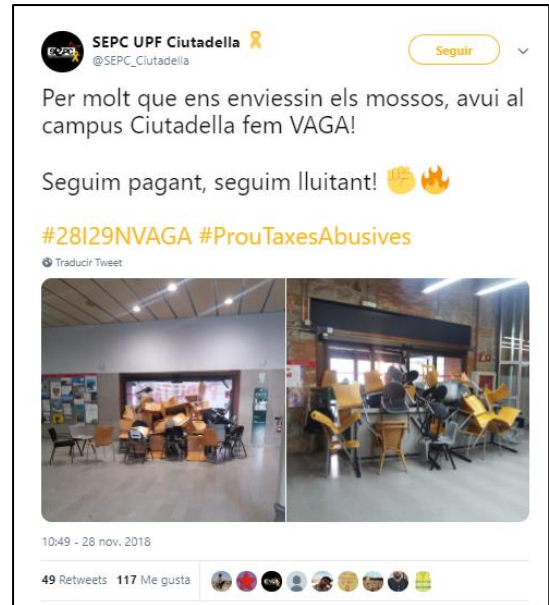 SEPC UPF Ciutadella
@SEPC_Ciutadella
Seguir
Per molt que ens enviessin els mossos, avui al
campus Ciutadella fem VAGA!
Seguim pagant, seguim lluitant! ✊🔥
#28I29NVAGA #ProuTaxesAbusives
Traducir Tweet
10:49 - 28 nov. 2018
49 Retweets 117 Me gusta